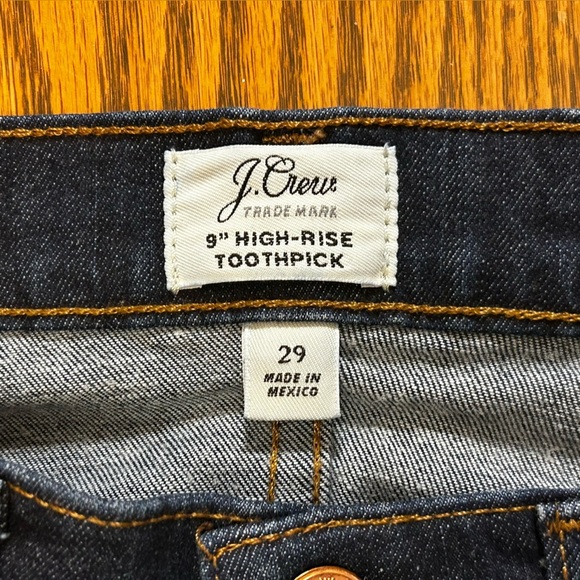 J.Crew
TRADE MARK
9" HIGH-RISE
TOOTHPICK
29
MADE IN
MEXICO